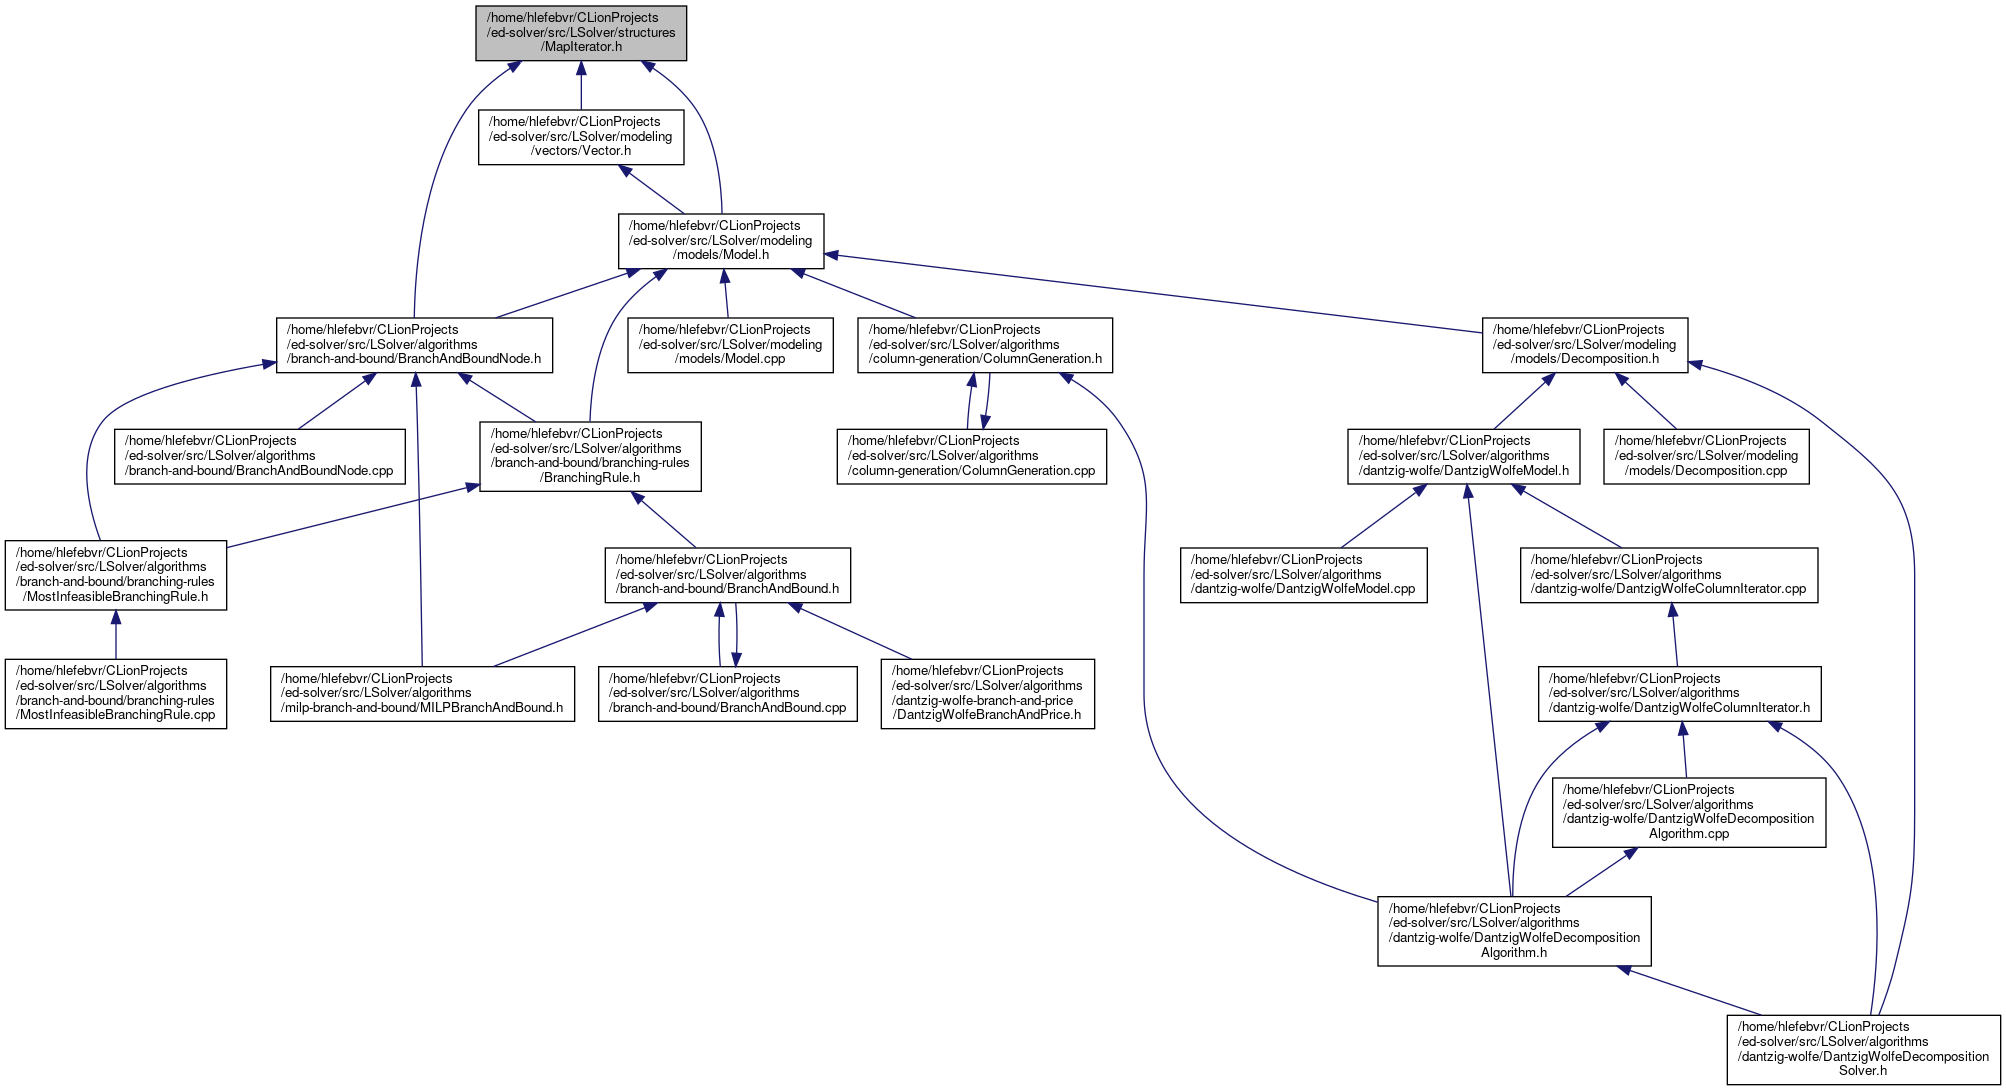 /home/hlefebvr/CLionProjects
/ed-solver/src/LSolver/structures
/MapIterator.h
/home/hlefebvr/CLionProjects
/ed-solver/src/LSolver/modeling
/vectors/Vector.h
/home/hlefebvr/CLionProjects
/ed-solver/src/LSolver/modeling
/models/Model.h
/home/hlefebvr/CLionProjects
/ed-solver/src/LSolver/algorithms
/branch-and-bound/BranchAndBoundNode.h
/home/hlefebvr/CLionProjects
/ed-solver/src/LSolver/modeling
/models/Model.cpp
/home/hlefebvr/CLionProjects
/ed-solver/src/LSolver/algorithms
/column-generation/ColumnGeneration.h
/home/hlefebvr/CLionProjects
/ed-solver/src/LSolver/modeling
/models/Decomposition.h
/home/hlefebvr/CLionProjects
/ed-solver/src/LSolver/algorithms
/branch-and-bound/BranchAndBoundNode.cpp
/home/hlefebvr/CLionProjects
/ed-solver/src/LSolver/algorithms
/branch-and-bound/branching-rules
/BranchingRule.h
/home/hlefebvr/CLionProjects
/ed-solver/src/LSolver/algorithms
/column-generation/ColumnGeneration.cpp
/home/hlefebvr/CLionProjects
/ed-solver/src/LSolver/algorithms
/dantzig-wolfe/DantzigWolfeModel.h
/home/hlefebvr/CLionProjects
/ed-solver/src/LSolver/modeling
/models/Decomposition.cpp
/home/hlefebvr/CLionProjects
/ed-solver/src/LSolver/algorithms
/branch-and-bound/branching-rules
/MostInfeasibleBranchingRule.h
/home/hlefebvr/CLionProjects
/ed-solver/src/LSolver/algorithms
/branch-and-bound/BranchAndBound.h
/home/hlefebvr/CLionProjects
/ed-solver/src/LSolver/algorithms
/dantzig-wolfe/DantzigWolfeModel.cpp
/home/hlefebvr/CLionProjects
/ed-solver/src/LSolver/algorithms
/dantzig-wolfe/DantzigWolfeColumnIterator.cpp
/home/hlefebvr/CLionProjects
/ed-solver/src/LSolver/algorithms
/branch-and-bound/branching-rules
/MostInfeasibleBranchingRule.cpp
/home/hlefebvr/CLionProjects
/ed-solver/src/LSolver/algorithms
/milp-branch-and-bound/MILPBranchAndBound.h
/home/hlefebvr/CLionProjects
/ed-solver/src/LSolver/algorithms
/branch-and-bound/BranchAndBound.cpp
/home/hlefebvr/CLionProjects
/ed-solver/src/LSolver/algorithms
/dantzig-wolfe-branch-and-price
/DantzigWolfeBranchAndPrice.h
/home/hlefebvr/CLionProjects
/ed-solver/src/LSolver/algorithms
/dantzig-wolfe/DantzigWolfeColumnIterator.h
/home/hlefebvr/CLionProjects
/ed-solver/src/LSolver/algorithms
/dantzig-wolfe/DantzigWolfeDecomposition
Algorithm.cpp
/home/hlefebvr/CLionProjects
/ed-solver/src/LSolver/algorithms
/dantzig-wolfe/DantzigWolfeDecomposition
Algorithm.h
/home/hlefebvr/CLionProjects
/ed-solver/src/LSolver/algorithms
/dantzig-wolfe/DantzigWolfeDecomposition
Solver.h